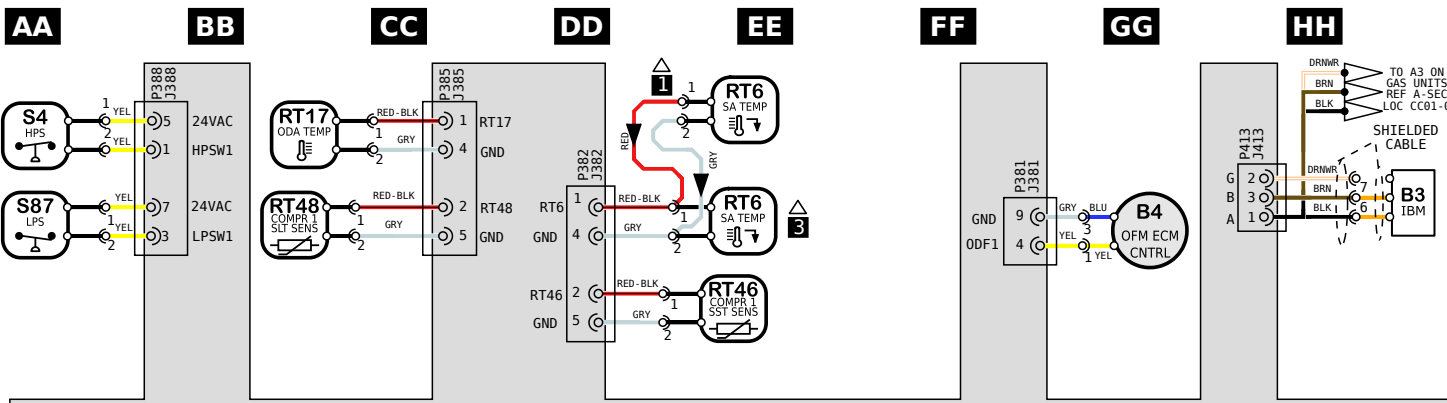 AA BB CC DD EE FF GG HH
P388
J388
S4
HPS
1
2
YEL
YEL
5
1
24VAC
HPSW1
S87
LPS
1
2
YEL
YEL
7
3
24VAC
LPSW1
P385
J385
RT17
ODA TEMP
RED-BLK
1
GRY
2
1
4
RT17
GND
RT48
COMPR 1
SLT SENS
RED-BLK
1
GRY
2
2
5
RT48
GND
P382
J382
1
RT6
SA TEMP
1
2
RED
GRY
RT6
1
RED-BLK
1
GND
4
GRY
2
RT6
SA TEMP
3
RT46
2
RED-BLK
1
GND
5
GRY
2
RT46
COMPR 1
SST SENS
P381
J381
GND
9
GRY
BLU
3
ODF1
4
YEL
1
YEL
B4
OFM ECM
CNTRL
P413
J413
DRNWR
BRN
BLK
TO A3 ON
GAS UNITS
REF A-SEC
LOC CC01-
SHIELDED
CABLE
G
2
DRNWR
B
3
BRN
7
A
1
BLK
6
B3
IBM